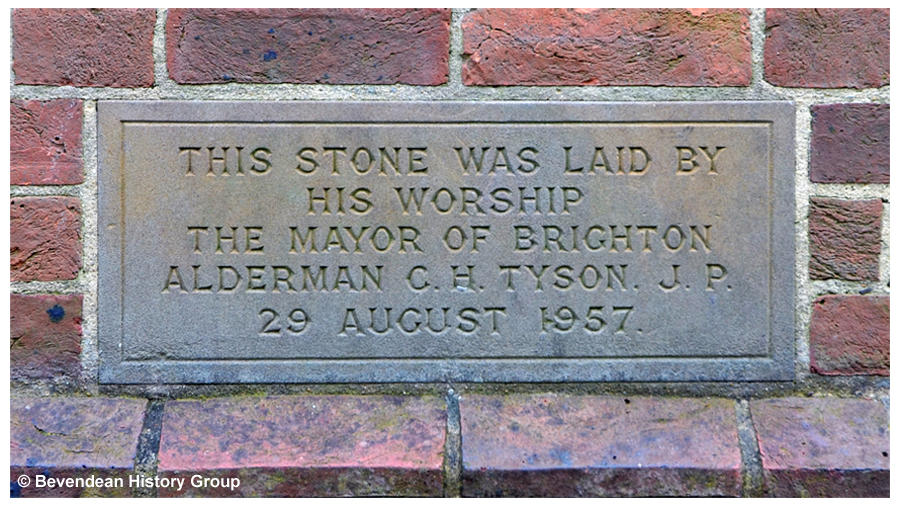 THIS STONE WAS LAID BY
HIS WORSHIP
THE MAYOR OF BRIGHTON
ALDERMAN C. H. TYSON. J. P.
29 AUGUST 1957.
© Bevendean History Group